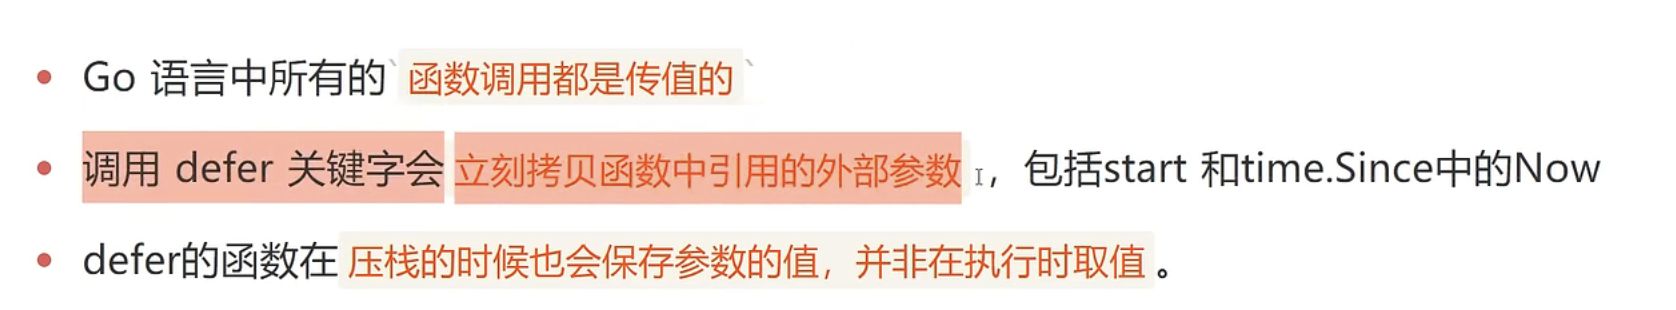 Go 语言中所有的`函数调用都是传值的`
调用 defer 关键字会 立刻拷贝函数中引用的外部参数 ，包括start 和time.Since中的Now
defer的函数在 压栈的时候也会保存参数的值，并非在执行时取值 。